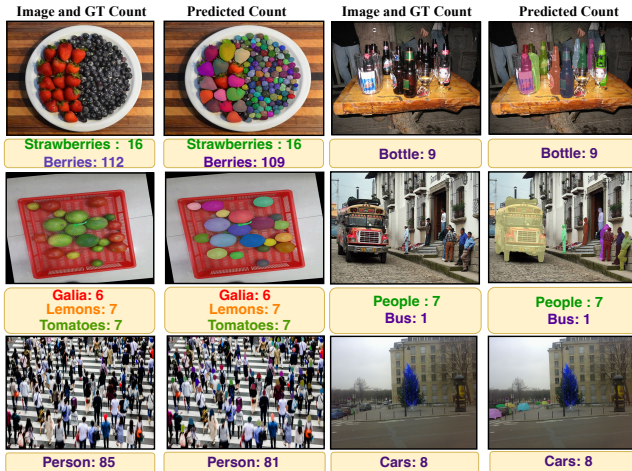 Image and GT Count
Predicted Count
Image and GT Count
Predicted Count
Strawberries : 16
Berries: 112
Strawberries : 16
Berries: 109
Bottle: 9
Bottle: 9
Galia: 6
Lemons: 7
Tomatoes: 7
Galia: 6
Lemons: 7
Tomatoes: 7
People : 7
Bus: 1
People : 7
Bus: 1
Person: 85
Person: 81
Cars: 8
Cars: 8